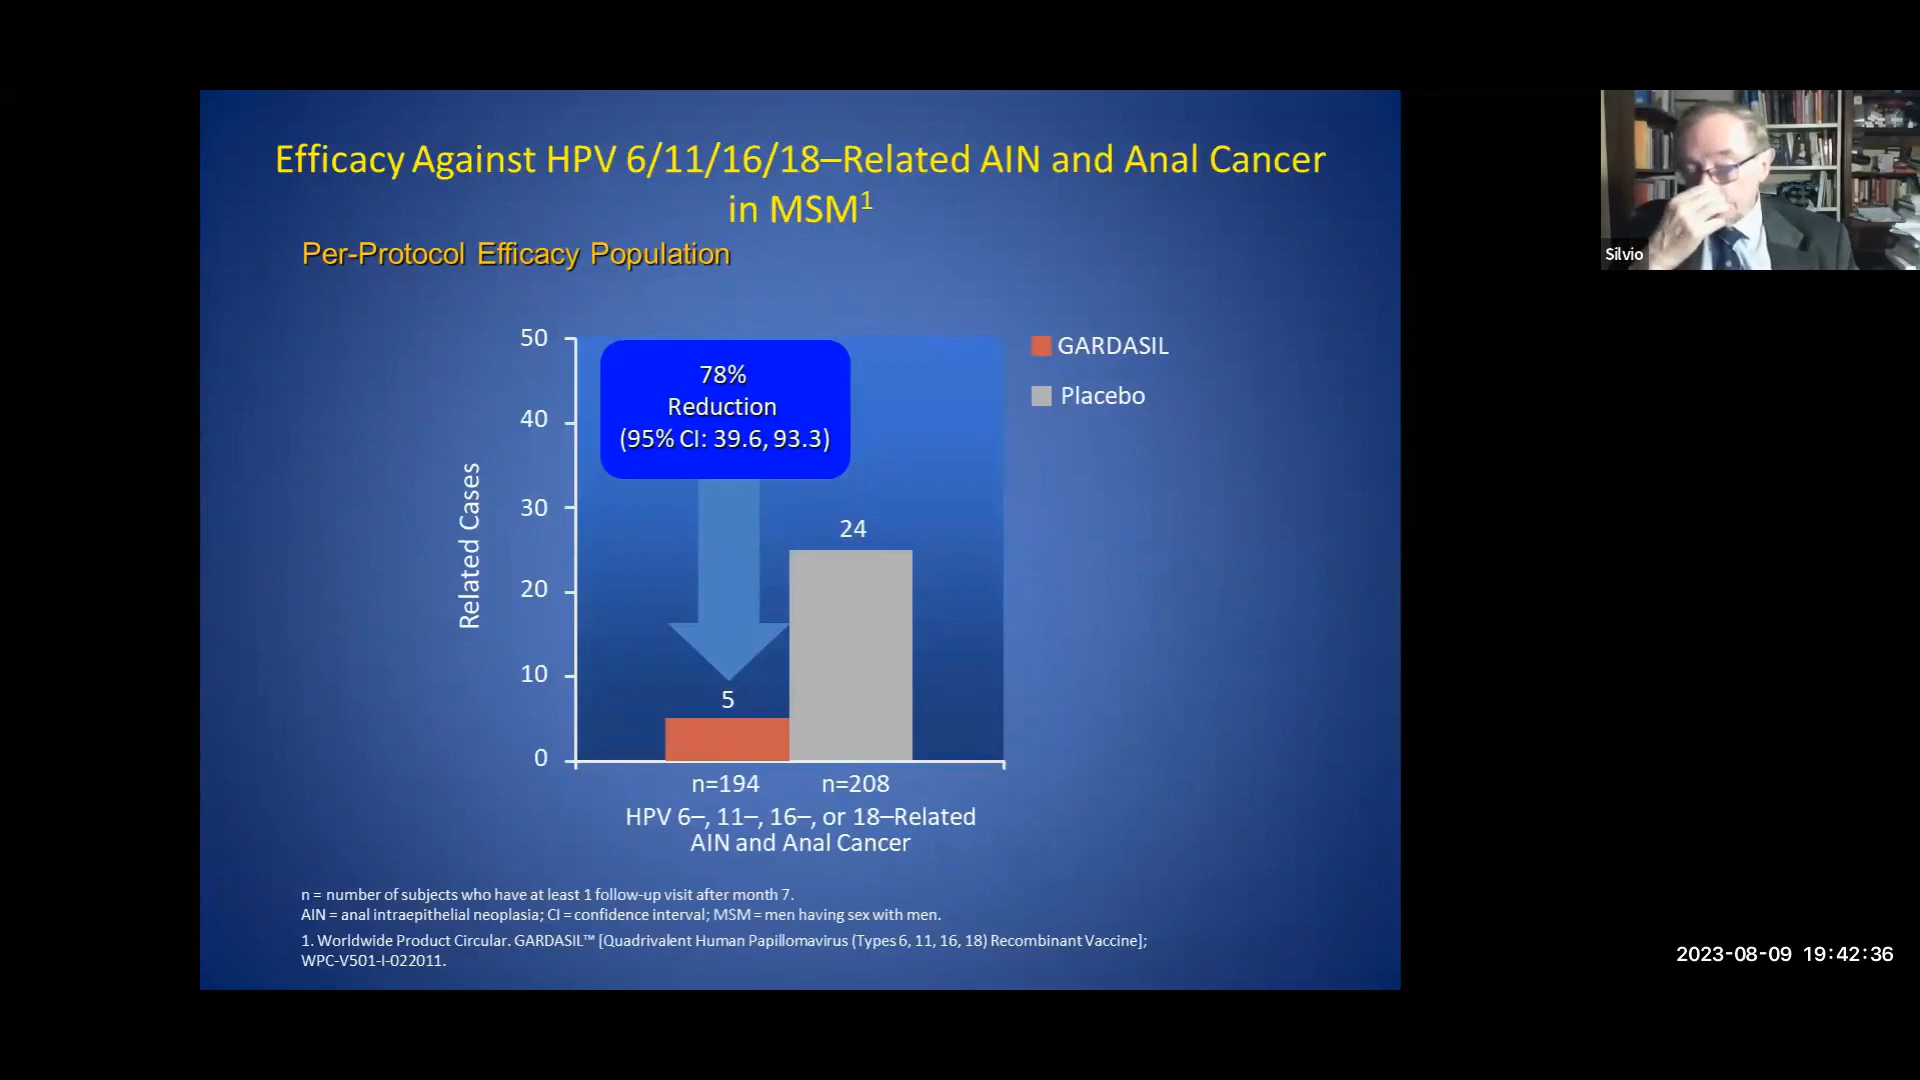 Efficacy Against HPV 6/11/16/18–Related AIN and Anal Cancer
in MSM¹
Per-Protocol Efficacy Population
Silvio
50
40
30
20
10
0
Related Cases
78%
Reduction
(95% CI: 39.6, 93.3)
24
5
GARDASIL
Placebo
n=194 n=208
HPV 6–, 11–, 16–, or 18–Related
AIN and Anal Cancer
n = number of subjects who have at least 1 follow-up visit after month 7.
AIN = anal intraepithelial neoplasia; CI = confidence interval; MSM = men having sex with men.
1. Worldwide Product Circular. GARDASIL™ [Quadrivalent Human Papillomavirus (Types 6, 11, 16, 18) Recombinant Vaccine];
WPC-V501-I-022011.
2023-08-09 19:42:36